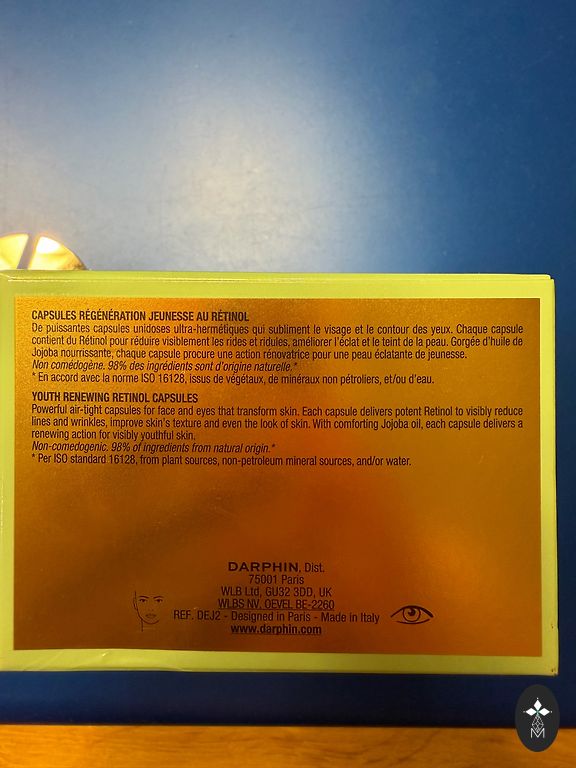 CAPSULES RÉGÉNÉRATION JEUNESSE AU RÉTINOL
De puissantes capsules unidoses ultra-hermétiques qui subliment le visage et le contour des yeux. Chaque capsule
contient du Rétinol pour réduire visiblement les rides et ridules, améliorer l'éclat et le teint de la peau. Gorgée d'huile de
Jojoba nourrissante, chaque capsule procure une action rénovatrice pour une peau éclatante de jeunesse.
Non comédogène. 98% des ingrédients sont d'origine naturelle.*
* En accord avec la norme ISO 16128, issus de végétaux, de minéraux non pétroliers, et/ou d'eau.
YOUTH RENEWING RETINOL CAPSULES
Powerful air-tight capsules for face and eyes that transform skin. Each capsule delivers potent Retinol to visibly reduce
lines and wrinkles, improve skin's texture and even the look of skin. With comforting Jojoba oil, each capsule delivers a
renewing action for visibly youthful skin.
Non-comedogenic. 98% of ingredients from natural origin.*
* Per ISO standard 16128, from plant sources, non-petroleum mineral sources, and/or water.
DARPHIN, Dist.
75001 Paris
WLB Ltd, GU32 3DD, UK
WLBS NV, OEVEL BE-2260
REF. DEJ2 - Designed in Paris - Made in Italy
www.darphin.com
M